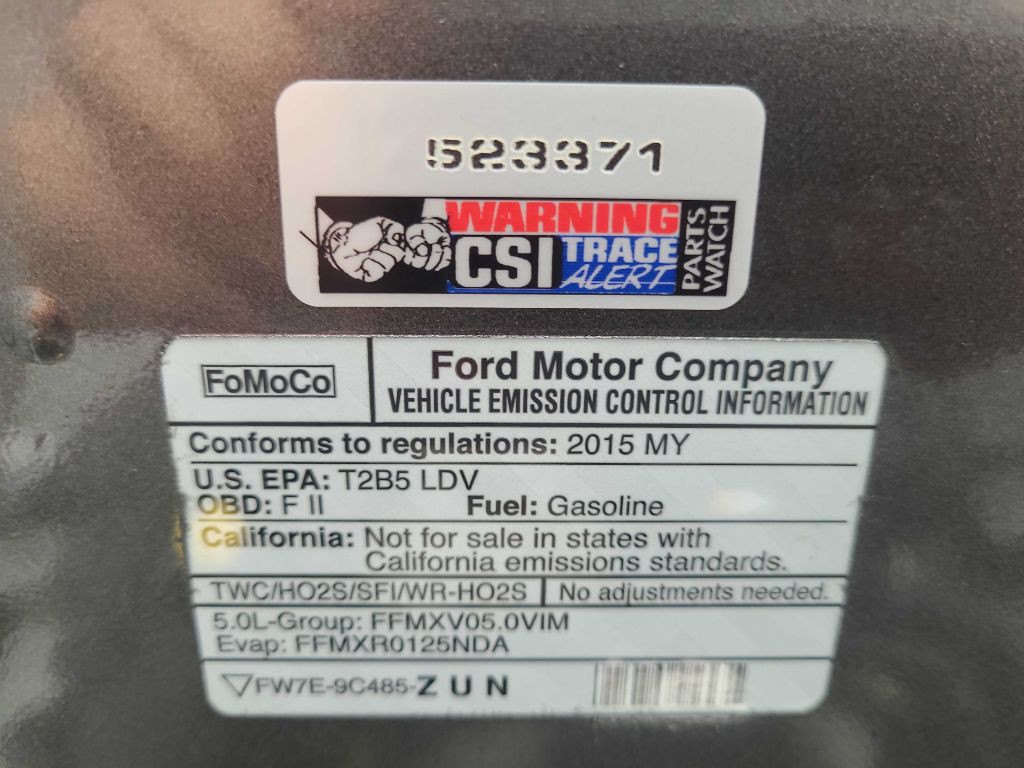 523371
WARNING
CSI TRACE
ALERT
PARTS
WATCH
FoMoCo
Ford Motor Company
VEHICLE EMISSION CONTROL INFORMATION
Conforms to regulations: 2015 MY
U.S. EPA: T2B5 LDV
OBD: F II Fuel: Gasoline
California: Not for sale in states with
California emissions standards.
TWC/HO2S/SFI/WR-HO2S No adjustments needed.
5.0L-Group: FFMXV05.0VIM
Evap: FFMXR0125NDA
FW7E-9C485-ZUN